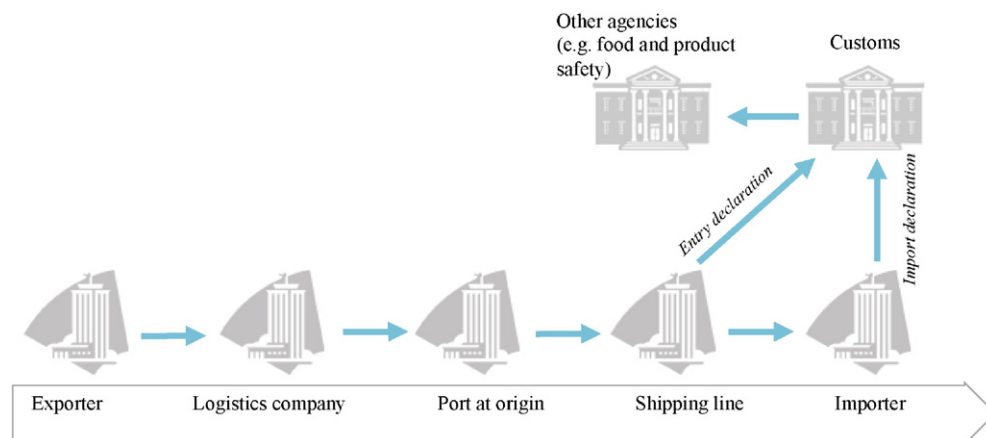 Other agencies
(e.g. food and product
safety)
Customs
Entry declaration
Import declaration
Exporter
Logistics company
Port at origin
Shipping line
Importer